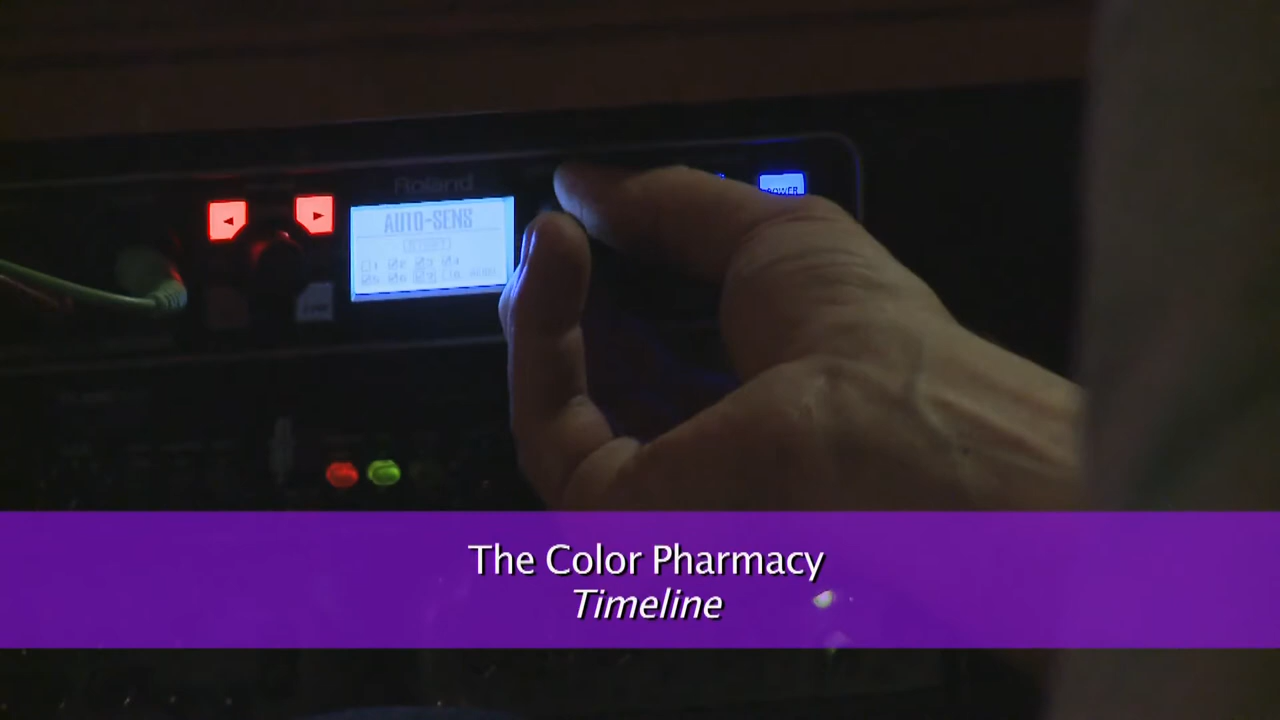 Roland
AUTO-SENS
POWER
The Color Pharmacy
Timeline